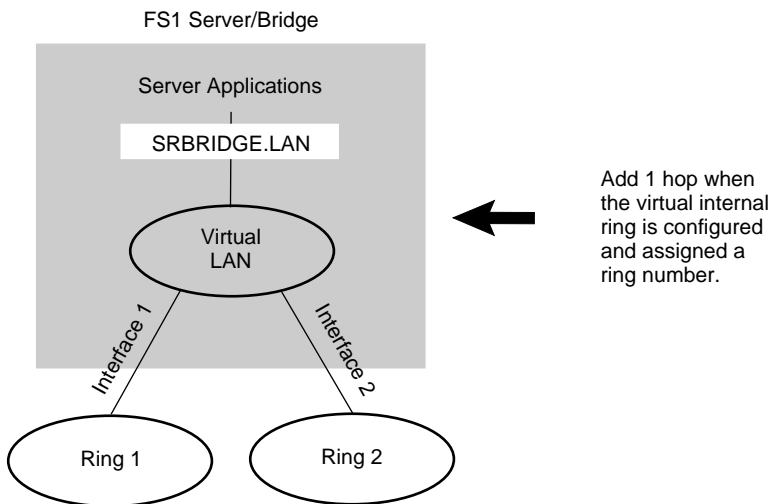 FS1 Server/Bridge
Server Applications
SRBRIDGE.LAN
Virtual
LAN
Add 1 hop when
the virtual internal
ring is configured
and assigned a
ring number.
Interface 1
Interface 2
Ring 1
Ring 2